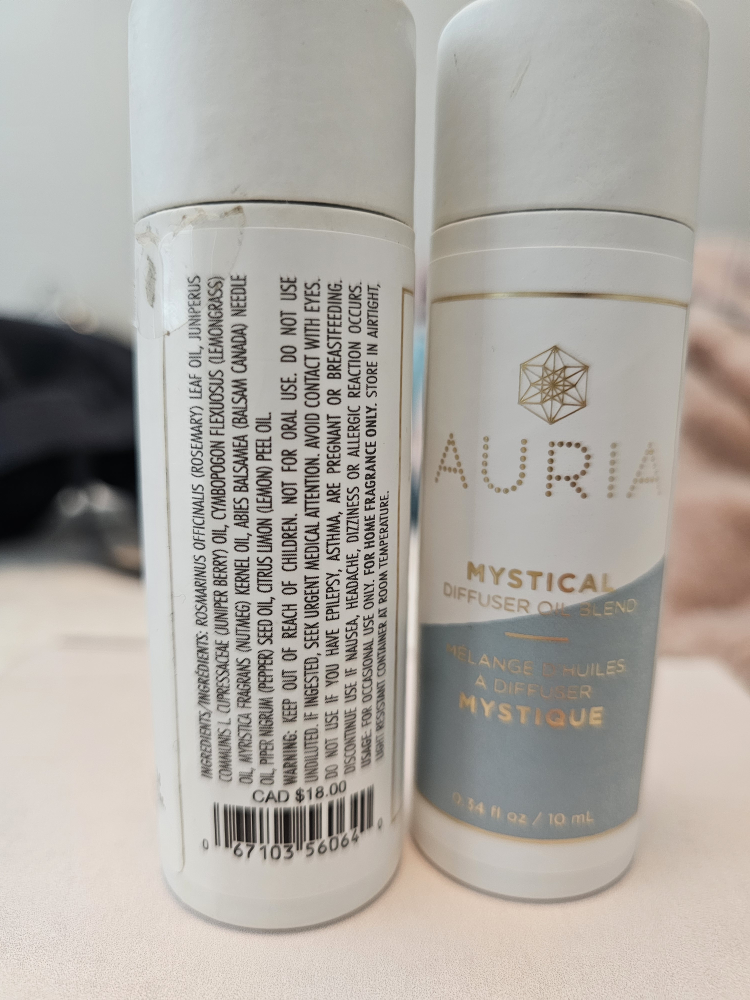 INGREDIENTS/INGRÉDIENTS: ROSMARINUS OFFICINALIS (ROSEMARY) LEAF OIL, JUNIPERUS
COMMUNIS L CUPRESSACEAE (JUNIPER BERRY) OIL, CYMBOPOGON FLEXUOSUS (LEMONGRASS)
OIL, MYRISTICA FRAGRANS (NUTMEG) KERNEL OIL, ABIES BALSAMEA (BALSAM CANADA) NEEDLE
OIL, PIPER NIGRUM (PEPPER) SEED OIL, CITRUS LIMON (LEMON) PEEL OIL.
WARNING: KEEP OUT OF REACH OF CHILDREN. NOT FOR ORAL USE. DO NOT USE
UNDILUTED. IF INGESTED, SEEK URGENT MEDICAL ATTENTION. AVOID CONTACT WITH EYES.
DO NOT USE IF YOU HAVE EPILEPSY, ASTHMA, ARE PREGNANT OR BREASTFEEDING.
DISCONTINUE USE IF NAUSEA, HEADACHE, DIZZINESS OR ALLERGIC REACTION OCCURS.
USAGE: FOR OCCASIONAL USE ONLY. FOR HOME FRAGRANCE ONLY. STORE IN AIRTIGHT,
LIGHT RESISTANT CONTAINER AT ROOM TEMPERATURE.
CAD $18.00
0 67103 56064 0
AURIA
MYSTICAL
DIFFUSER OIL BLEND
MÉLANGE D'HUILES
À DIFFUSER
MYSTIQUE
0.34 fl oz / 10 mL